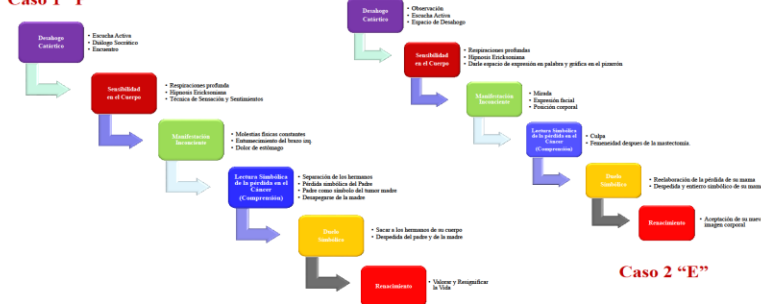 Caso 1
Desahogo
Catártico
• Escucha Activa
• Diálogo Socrático
• Encuentro
Sensibilidad
en el Cuerpo
• Respiraciones profunda
• Hipnosis Ericksoniana
• Técnica de Sensación y Sentimientos
Manifestación
Inconciente
• Molestias físicas constantes
• Entumecimiento del brazo izq.
• Dolor de estómago
Lectura Simbólica
de la pérdida en el
Cáncer
(Comprensión)
• Separación de los hermanos
• Pérdida simbólica del Padre
• Padre como símbolo del tumor madre
• Desapegarse de la madre
Duelo
Simbólico
• Sacar a los hermanos de su cuerpo
• Despedida del padre y de la madre
Renacimiento
• Valorar y Resignificar
la Vida
Desahogo
Catártico
• Observación
• Escucha Activa
• Espacio de Desahogo
Sensibilidad
en el Cuerpo
• Respiraciones profundas
• Hipnosis Ericksoniana
• Darle espacio de expresión en palabra y gráfica en el pizarrón.
Manifestación
Inconciente
• Mirada
• Expresión facial
• Posición corporal
Lectura Simbólica
de la pérdida en el
Cáncer
(Comprensión)
• Culpa
• Femeneidad despues de la mastectomía.
Duelo
Simbólico
• Reelaboración de la pérdida de su mama
• Despedida y entierro simbólico de su mama
Renacimiento
• Aceptación de su
imagen corporal
Caso 2 “E”